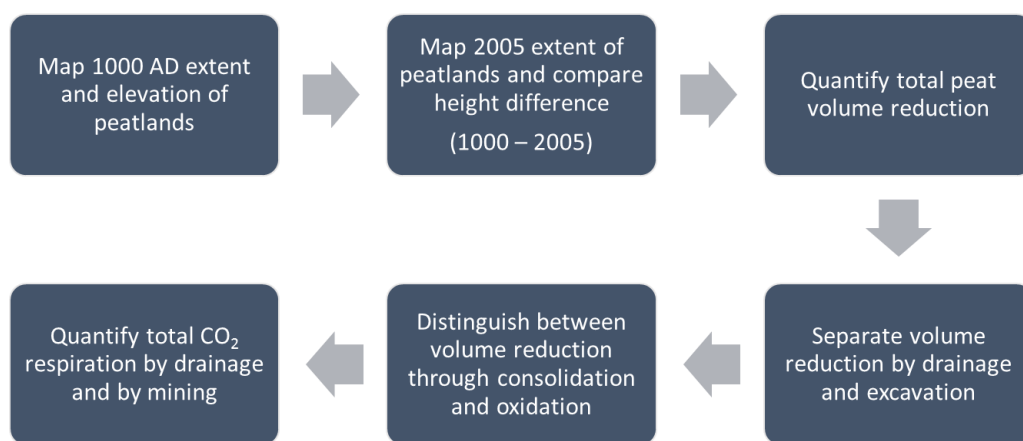 Map 1000 AD extent
and elevation of
peatlands
Map 2005 extent of
peatlands and compare
height difference
(1000 – 2005)
Quantify total peat
volume reduction
Separate volume
reduction by drainage
and excavation
Distinguish between
volume reduction
through consolidation
and oxidation
Quantify total CO₂
respiration by drainage
and by mining